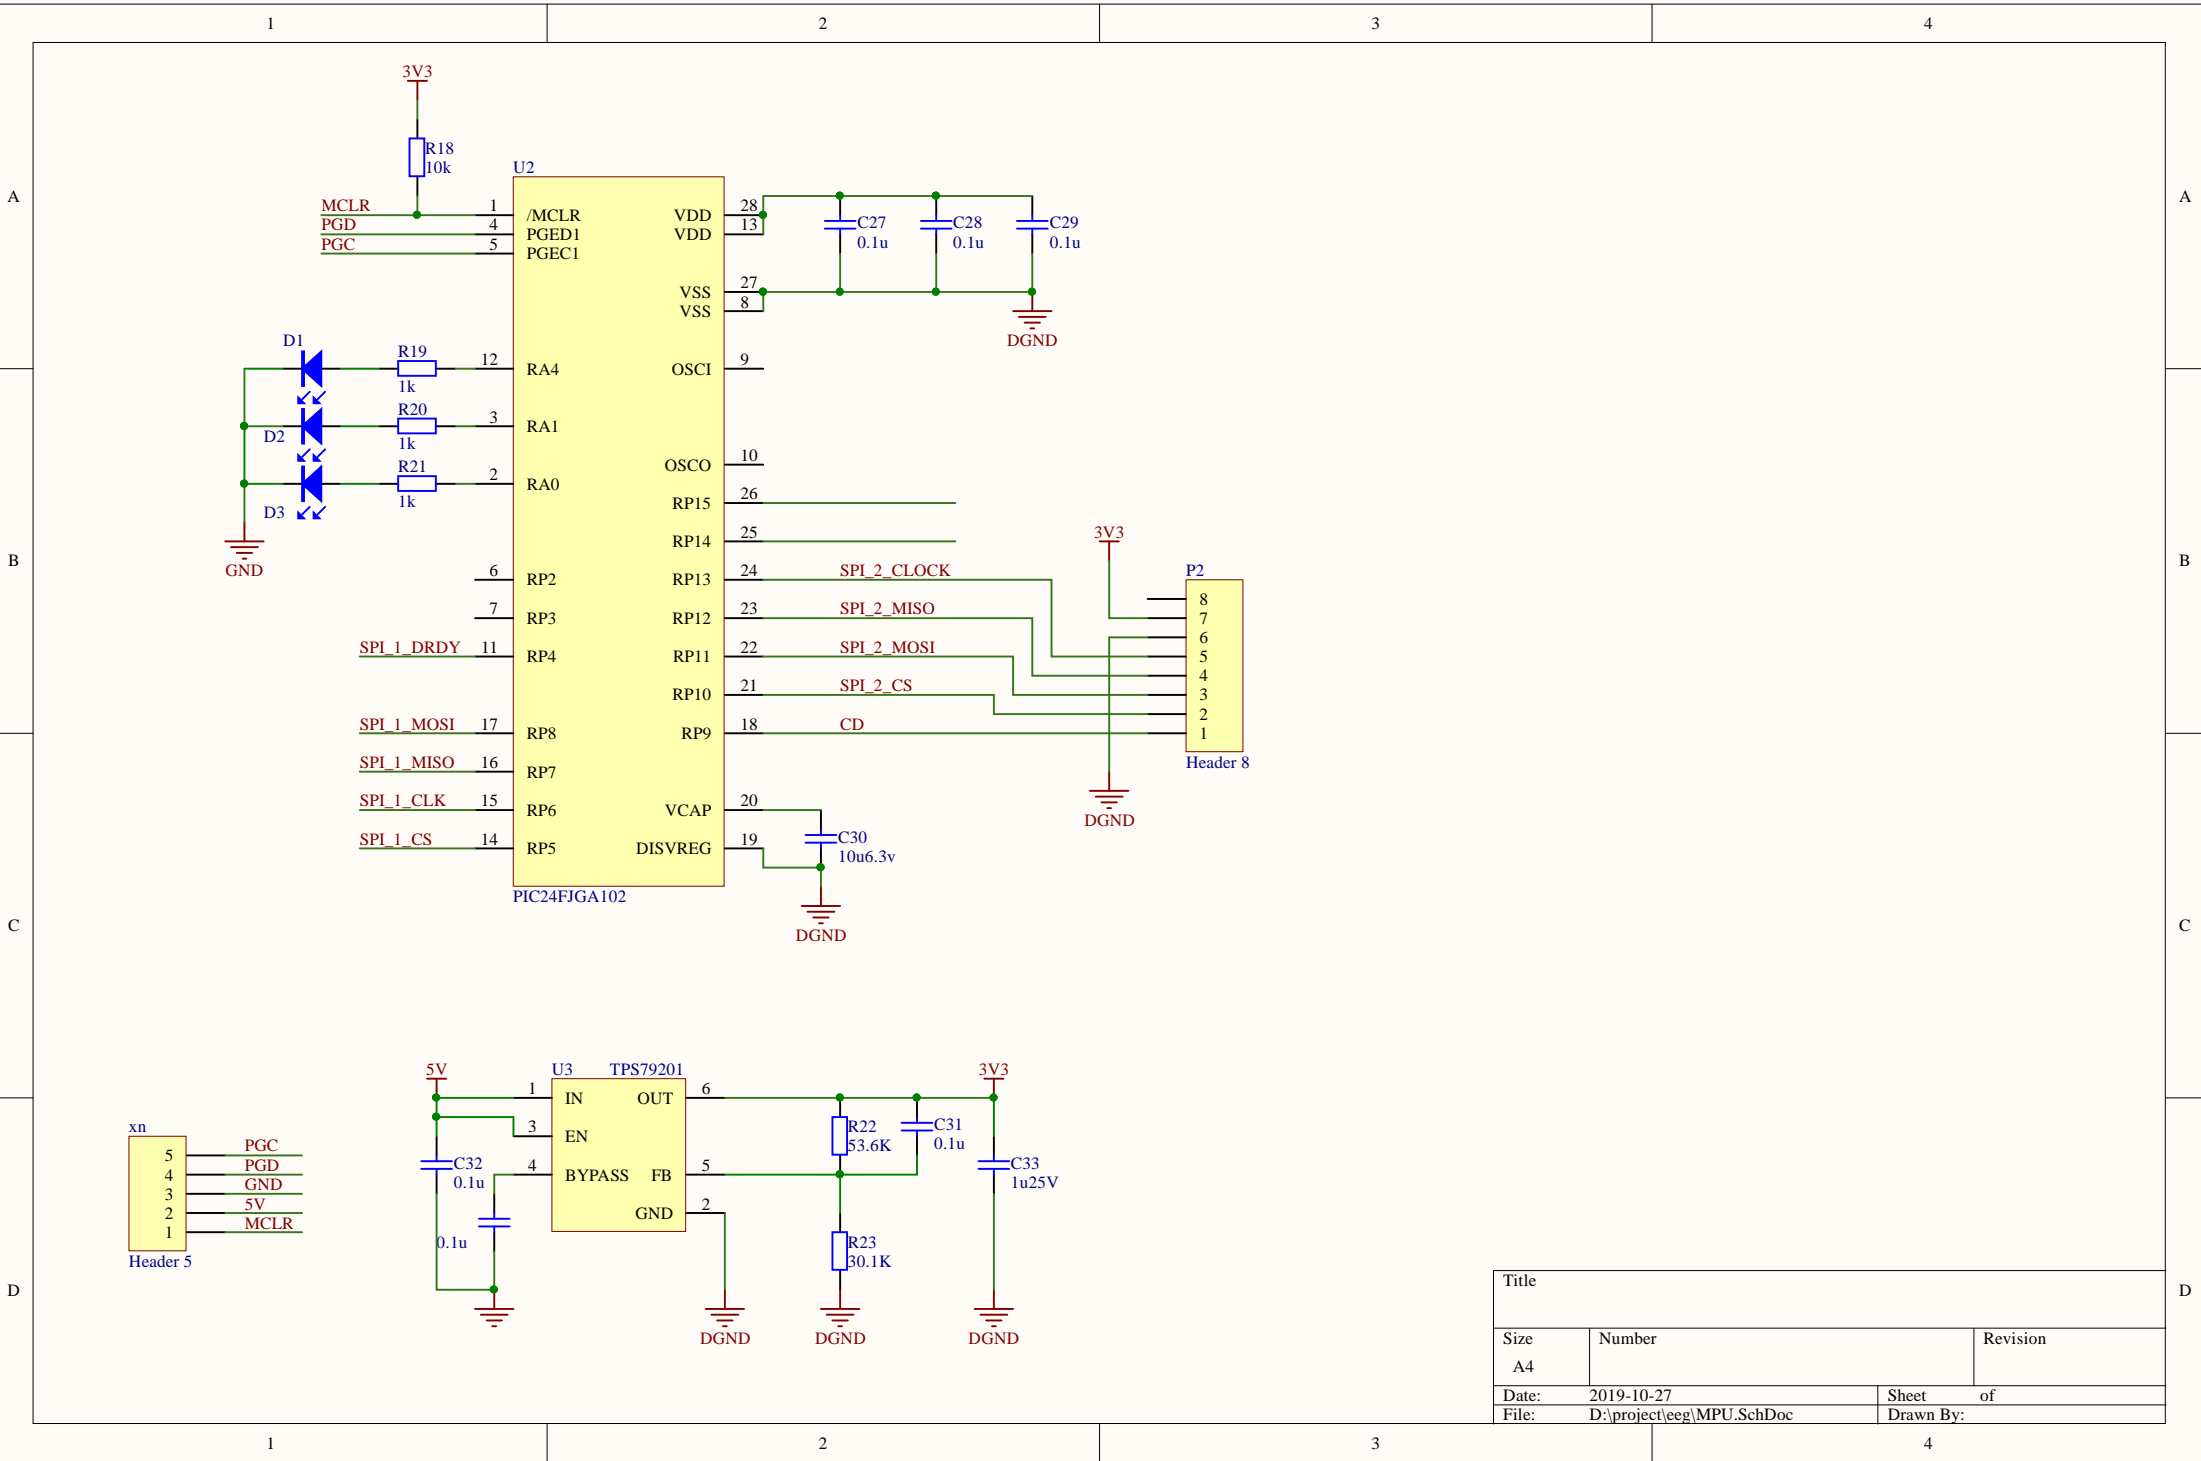 1 2 3 4
A A
B B
C C
D D
3V3
R18
10k
U2
MCLR 1 /MCLR
PGD 4 PGED1
PGC 5 PGEC1
VDD 28
VDD 13
C27
0.1u
C28
0.1u
C29
0.1u
VSS 27
VSS 8
DGND
D1
R19
1k
12 RA4
OSCI 9
D2
R20
1k
3 RA1
D3
R21
1k
2 RA0
GND
OSCO 10
RP15 26
RP14 25
6 RP2
RP13 24 SPI_2_CLOCK
7 RP3
RP12 23 SPI_2_MISO
SPI_1_DRDY 11 RP4
RP11 22 SPI_2_MOSI
RP10 21 SPI_2_CS
SPI_1_MOSI 17 RP8
RP9 18 CD
SPI_1_MISO 16 RP7
SPI_1_CLK 15 RP6
VCAP 20
SPI_1_CS 14 RP5
DISVREG 19
C30
10u6.3v
DGND
PIC24FJGA102
3V3
P2
8
7
6
5
4
3
2
1
Header 8
DGND
xn
5 PGC
4 PGD
3 GND
2 5V
1 MCLR
Header 5
5V
U3 TPS79201
1 IN
OUT 6
3 EN
4 BYPASS
FB 5
GND 2
C32
0.1u
0.1u
3V3
R22
53.6K
C31
0.1u
C33
1u25V
R23
30.1K
DGND
DGND
DGND
Title
Size
A4
Number
Revision
Date: 2019-10-27
Sheet of
File: D:\project\eeg\MPU.SchDoc
Drawn By:
1 2 3 4